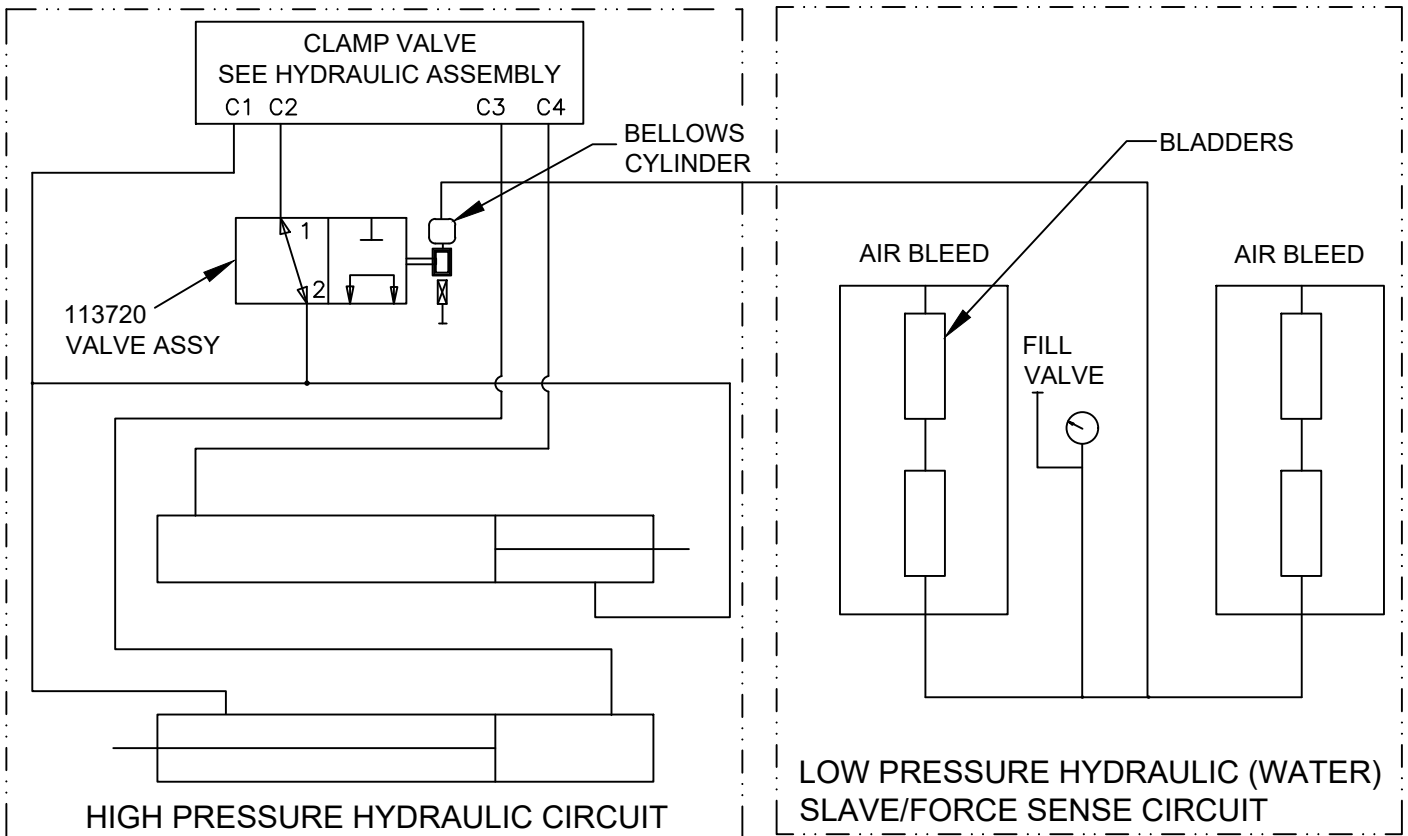 CLAMP VALVE
SEE HYDRAULIC ASSEMBLY
C1 C2 C3 C4
BELLOWS
CYLINDER
BLADDERS
1
2
113720
VALVE ASSY
AIR BLEED
AIR BLEED
FILL
VALVE
HIGH PRESSURE HYDRAULIC CIRCUIT
LOW PRESSURE HYDRAULIC (WATER)
SLAVE/FORCE SENSE CIRCUIT